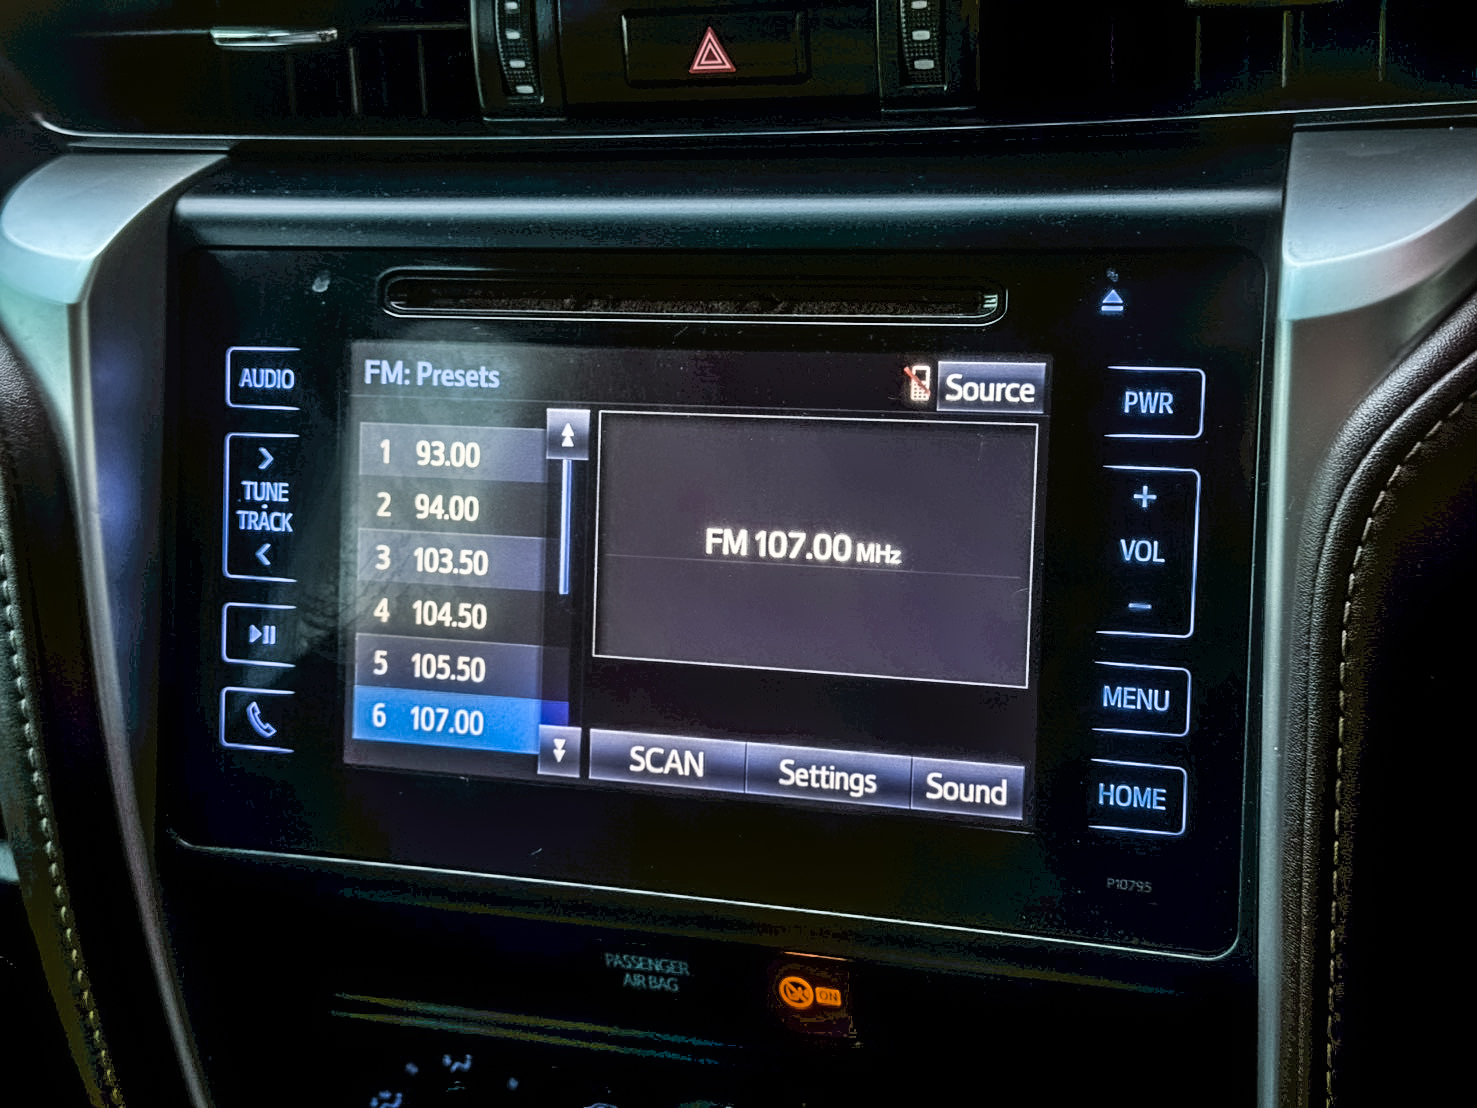 FM: Presets
Source
AUDIO
PWR
1 93.00
2 94.00
3 103.50
4 104.50
5 105.50
6 107.00
FM 107.00 MHz
TUNE
TRACK
+
VOL
-
MENU
SCAN
Settings
Sound
HOME
P10795
PASSENGER
AIR BAG
ON